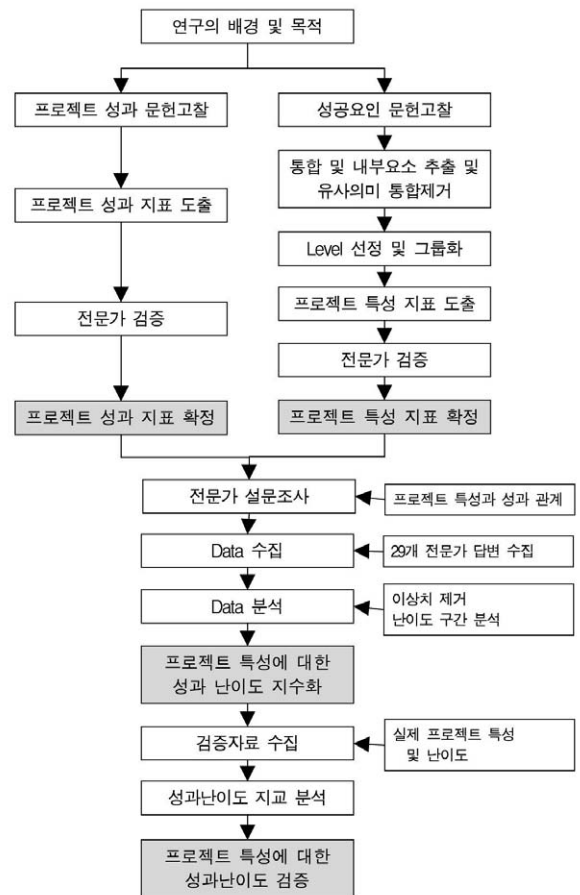 연구의 배경 및 목적
프로젝트 성과 문헌고찰
성공요인 문헌고찰
통합 및 내부요소 추출 및
유사의미 통합제거
프로젝트 성과 지표 도출
Level 선정 및 그룹화
프로젝트 특성 지표 도출
전문가 검증
전문가 검증
프로젝트 성과 지표 확정
프로젝트 특성 지표 확정
전문가 설문조사
프로젝트 특성과 성과 관계
Data 수집
29개 전문가 답변 수집
Data 분석
이상치 제거
난이도 구간 분석
프로젝트 특성에 대한
성과 난이도 지수화
검증자료 수집
실제 프로젝트 특성
및 난이도
성과난이도 지교 분석
프로젝트 특성에 대한
성과난이도 검증